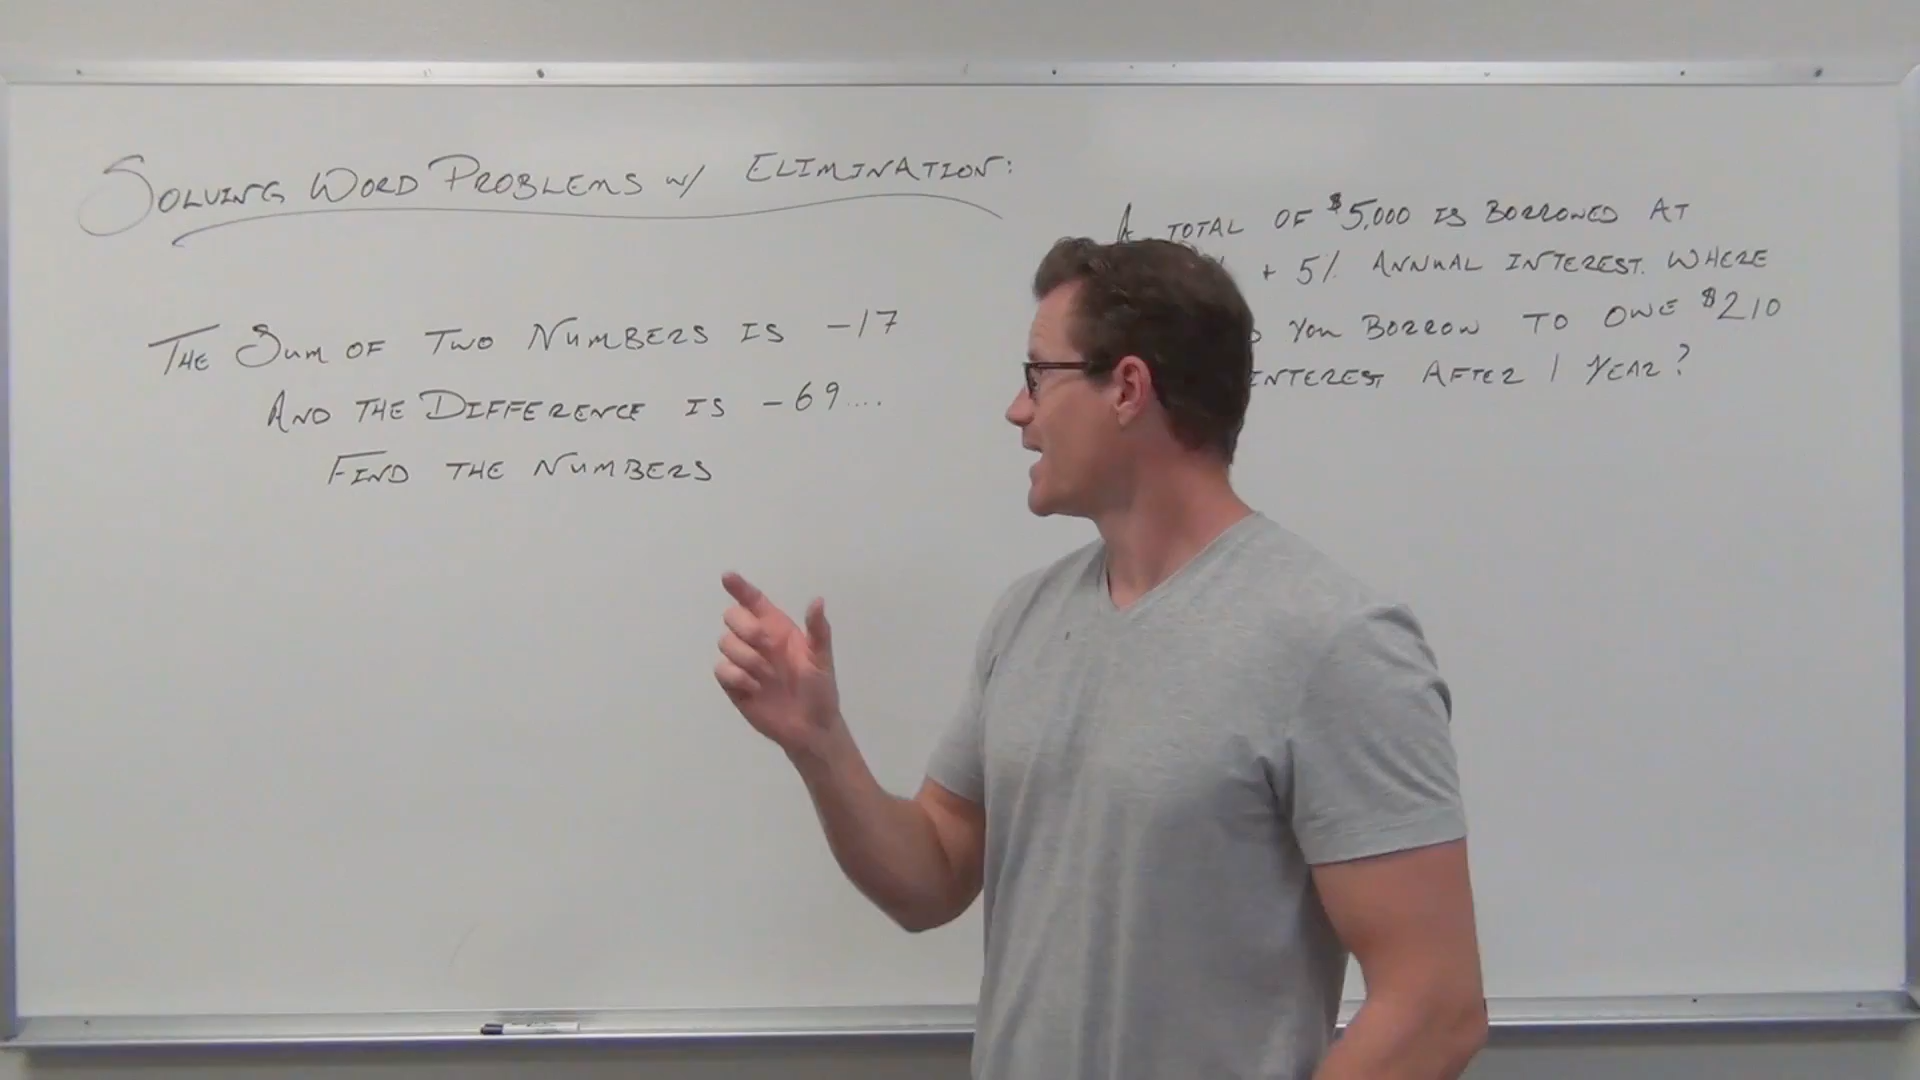 SOLVING WORD PROBLEMS W/ ELIMINATION:
THE SUM OF TWO NUMBERS IS -17
AND THE DIFFERENCE IS -69....
FIND THE NUMBERS
A TOTAL OF $5,000 IS BORROWED AT
% + 5% ANNUAL INTEREST. WHERE
YOU BORROW TO OWE $210
INTEREST AFTER 1 YEAR?